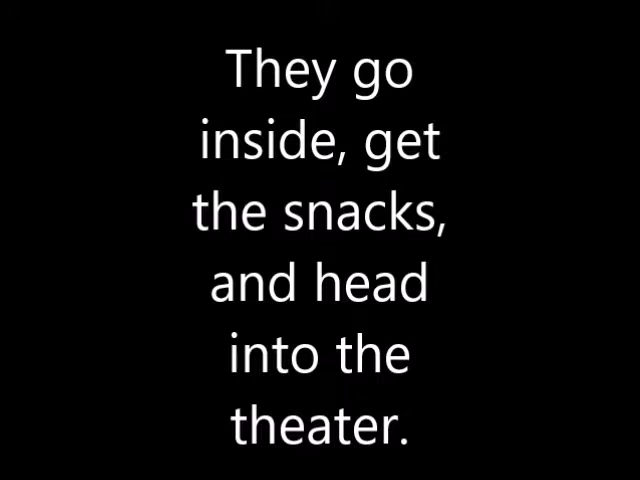 They go
inside, get
the snacks,
and head
into the
theater.